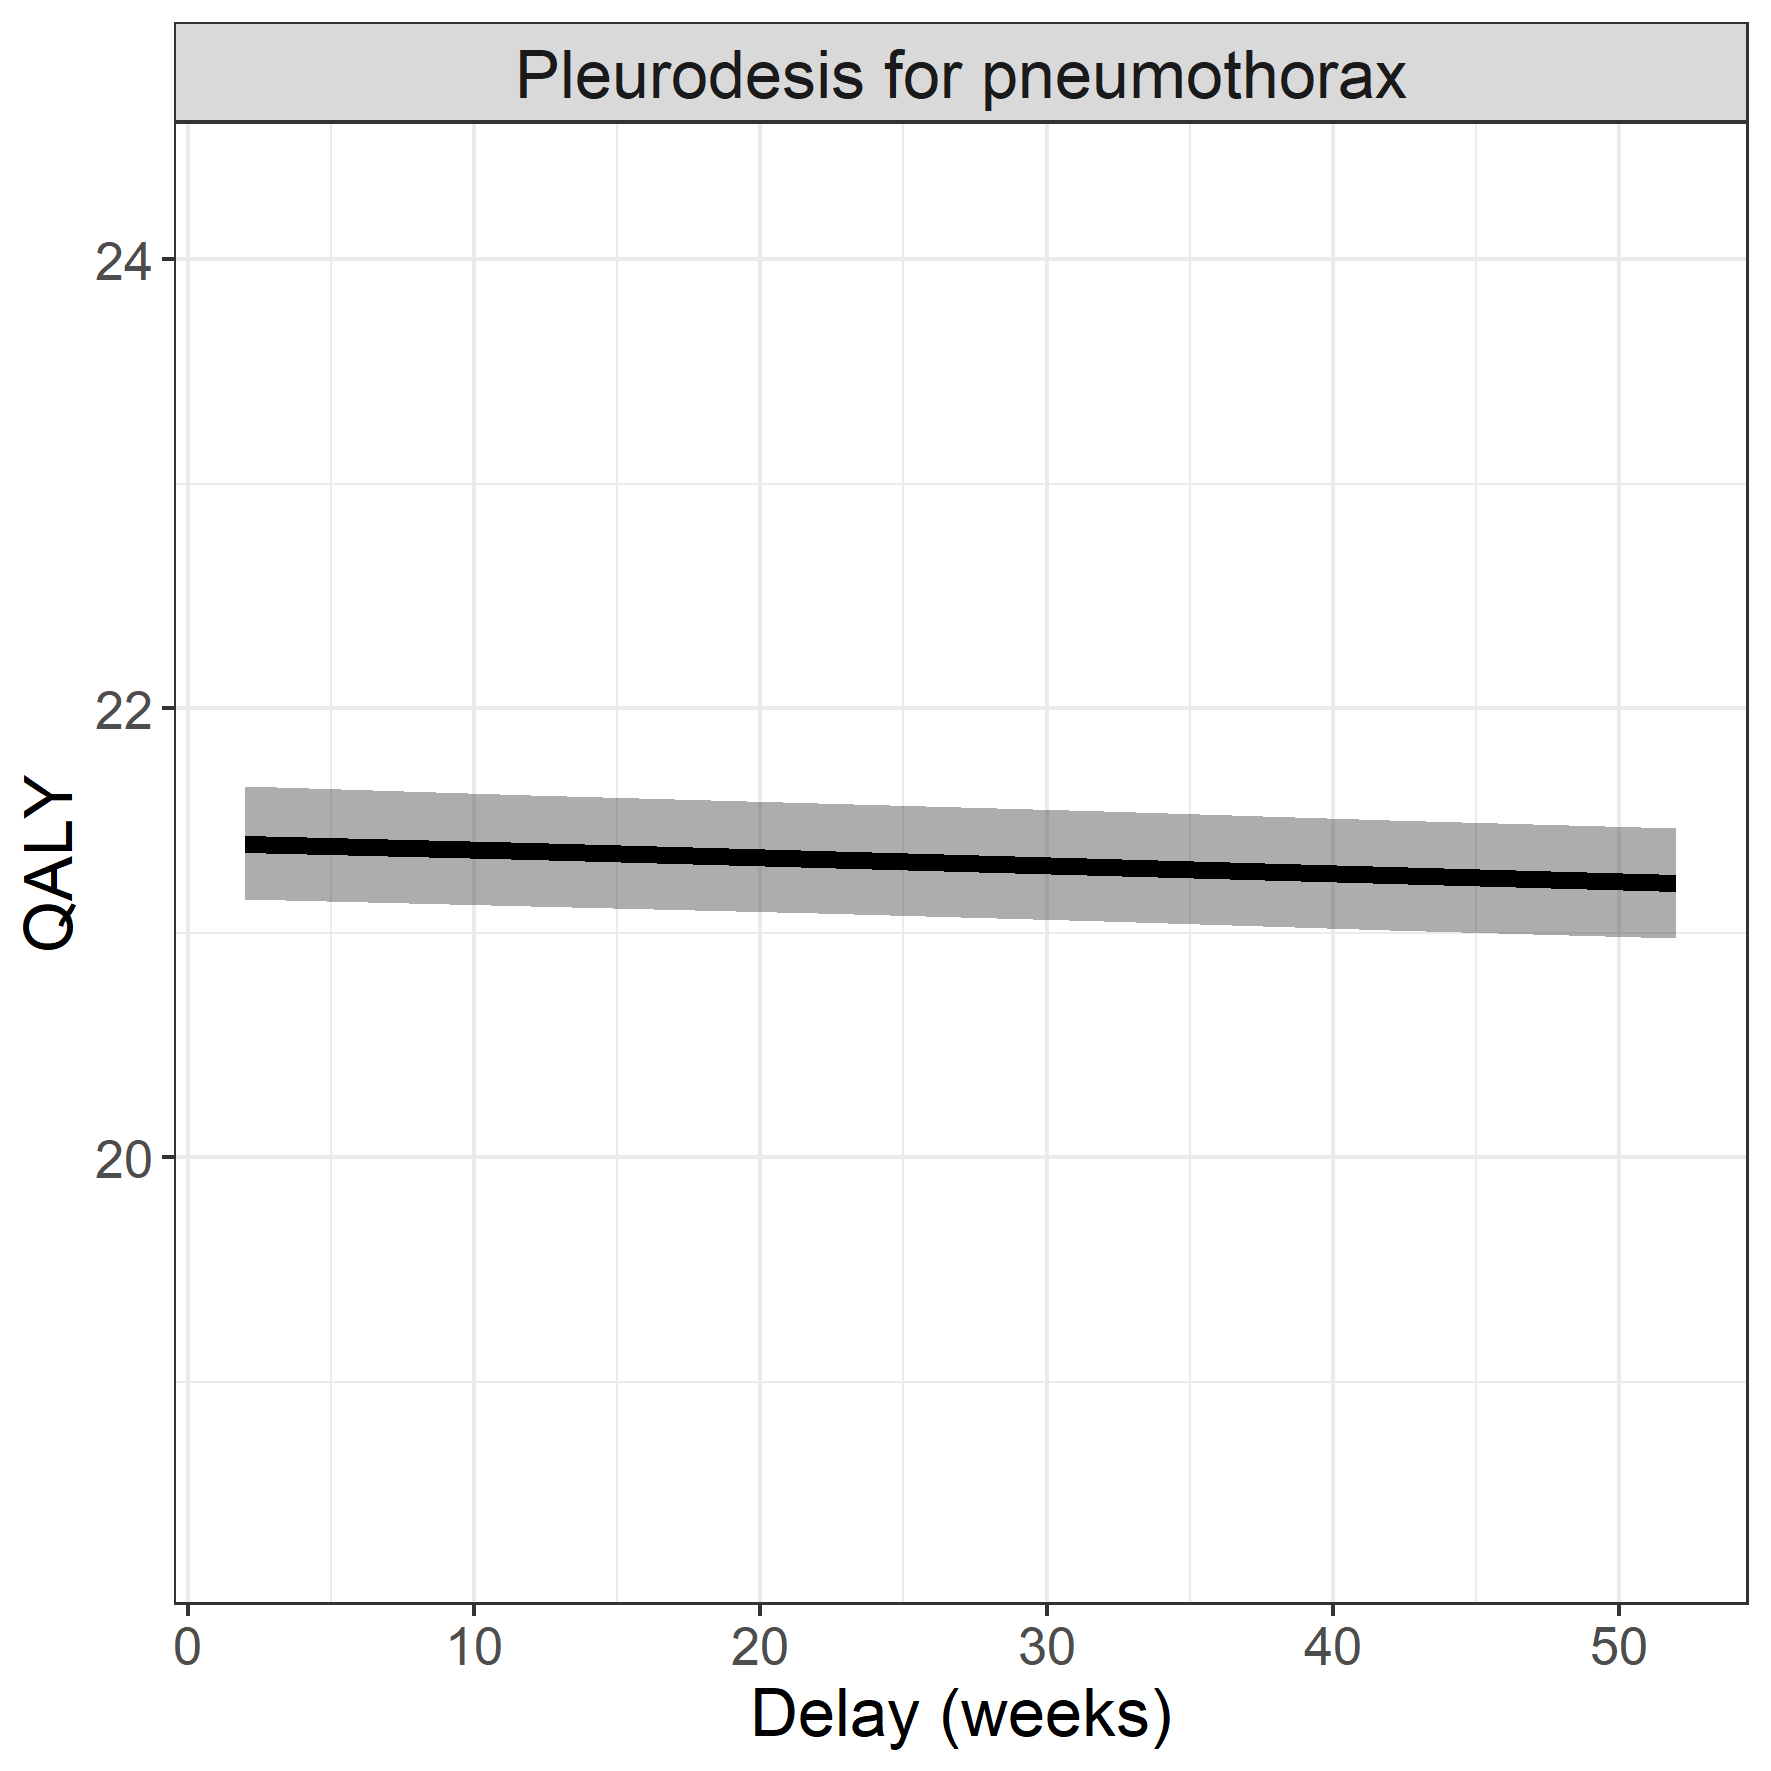 Pleurodesis for pneumothorax
24
22
20
QALY
0 10 20 30 40 50
Delay (weeks)